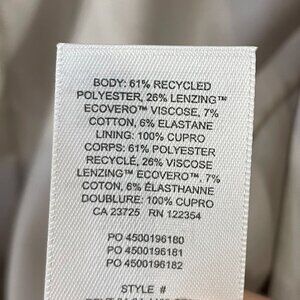 BODY: 61% RECYCLED
POLYESTER, 26% LENZING™
ECOVERO™ VISCOSE, 7%
COTTON, 6% ELASTANE
LINING: 100% CUPRO
CORPS: 61% POLYESTER
RECYCLÉ, 26% VISCOSE
LENZING™ ECOVERO™, 7%
COTON, 6% ÉLASTHANNE
DOUBLURE: 100% CUPRO
CA 23725 RN 122354
PO 4500196180
PO 4500196181
PO 4500196182
STYLE #